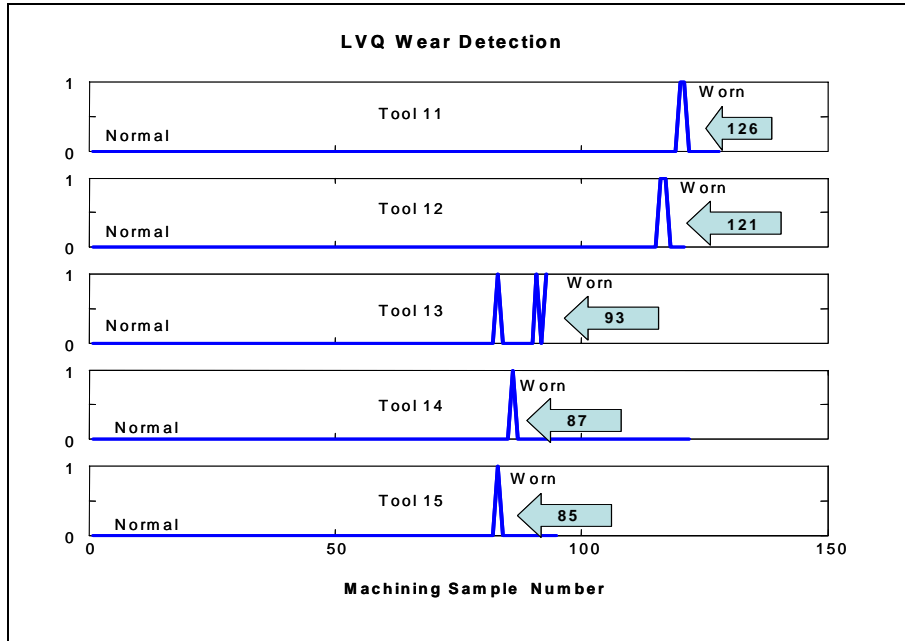 LVQ Wear Detection
1
Tool 11
Worn
126
Normal
0
1
Tool 12
Worn
121
Normal
0
1
Tool 13
Worn
93
Normal
0
1
Tool 14
Worn
87
Normal
0
1
Tool 15
Worn
85
Normal
0
0 50 100 150
Machining Sample Number